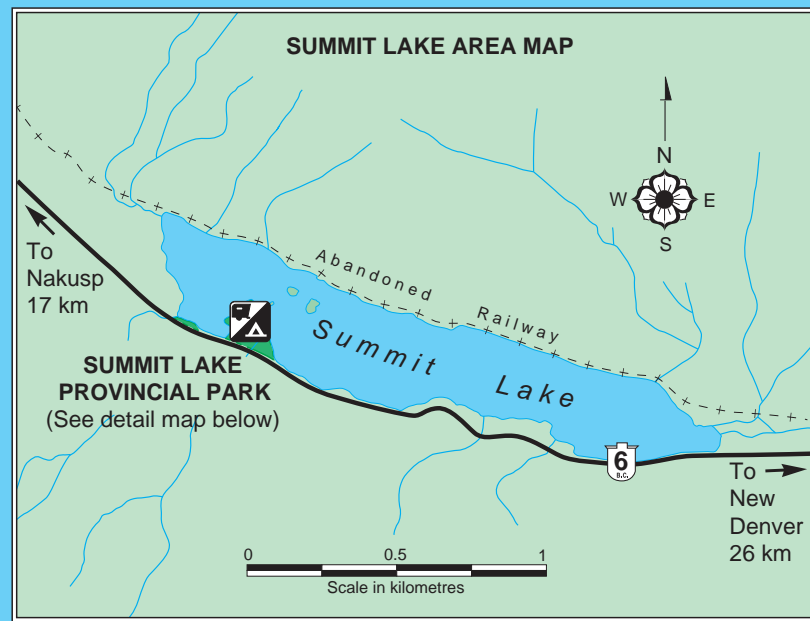 SUMMIT LAKE AREA MAP
N
W E
S
To
Nakusp
17 km
Abandoned Railway
Summit Lake
SUMMIT LAKE
PROVINCIAL PARK
(See detail map below)
6
B.C.
To
New
Denver
26 km
0 0.5 1
Scale in kilometres